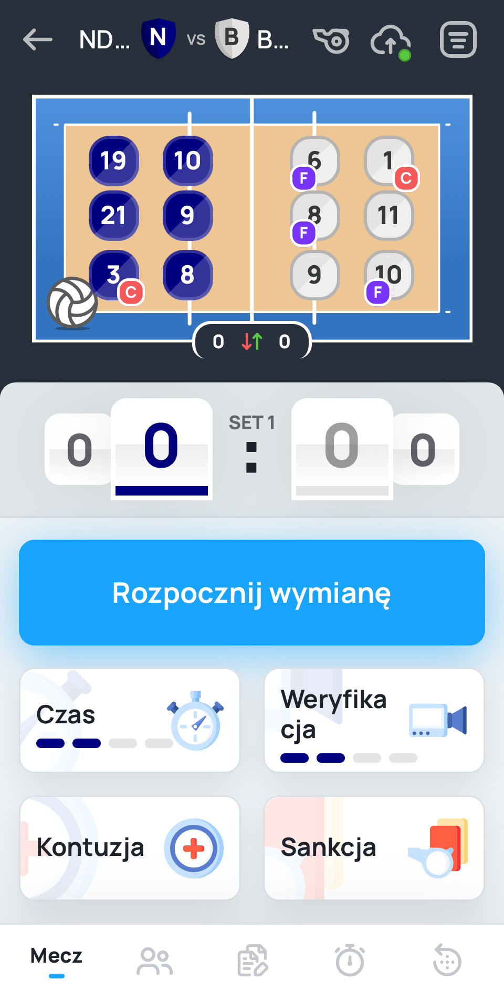 ND... N vs B B...
19 10 6 F 1 C
21 9 8 F 11
3 C 8 9 10 F
0 0
SET 1
0 0 : 0 0
Rozpocznij wymianę
Czas
Weryfika
cja
Kontuzja
Sankcja
Mecz